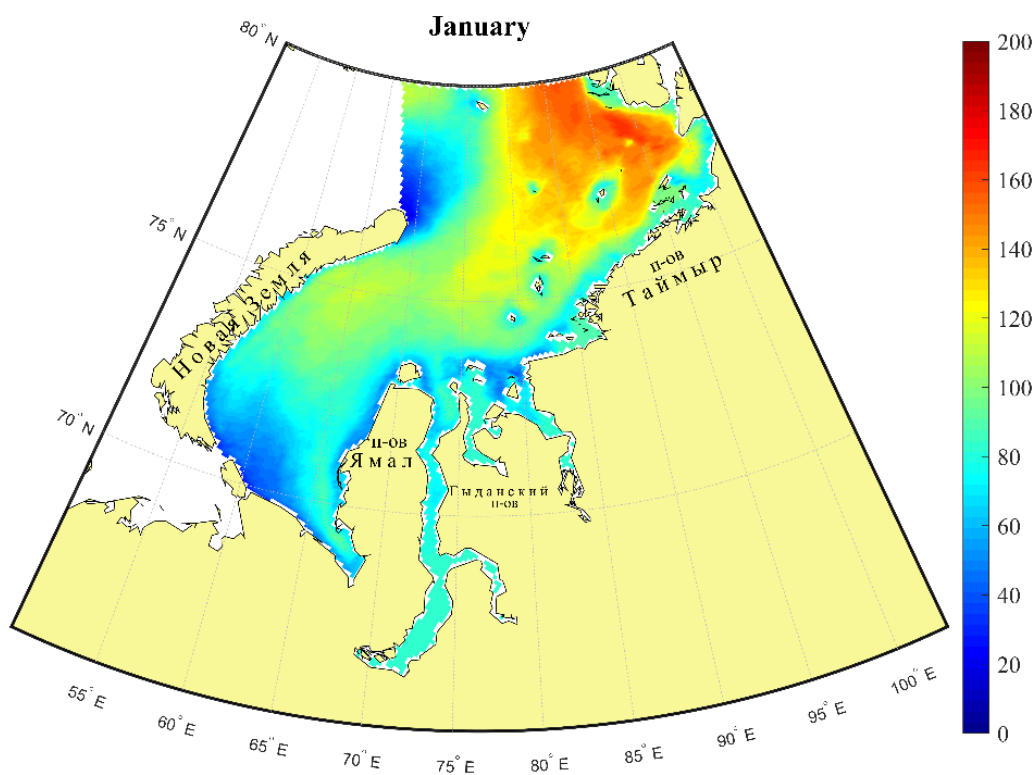 January
80° N
75° N
70° N
Новая Земля
п-ов
Таймыр
п-ов
Ямал
Гыданский
п-ов
55° E
60° E
65° E
70° E
75° E
80° E
85° E
90° E
95° E
100° E
200
180
160
140
120
100
80
60
40
20
0